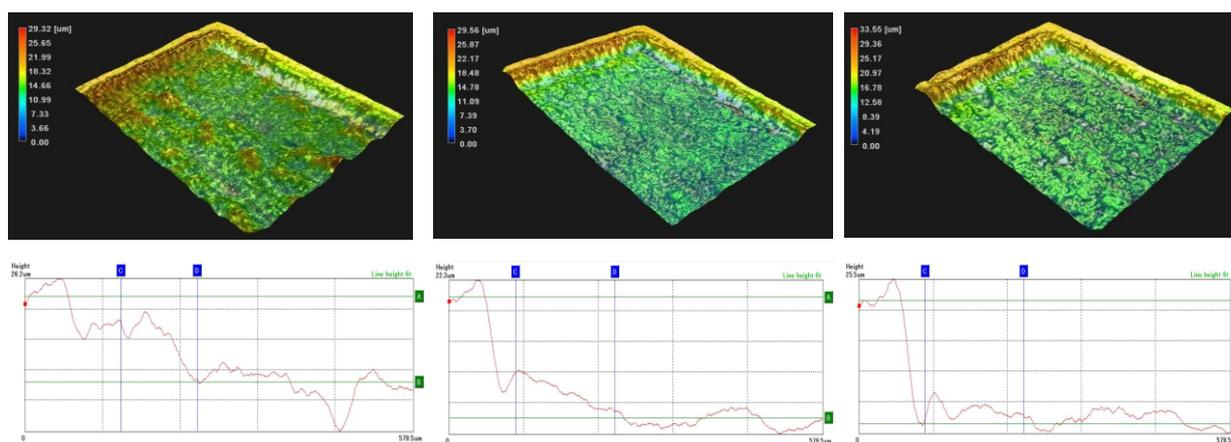 29.32 [um]
25.65
21.99
18.32
14.66
10.99
7.33
3.66
0.00
29.56 [um]
25.87
22.17
18.48
14.78
11.09
7.39
3.70
0.00
33.55 [um]
29.36
25.17
20.97
16.78
12.58
8.39
4.19
0.00
Height
26.2um
C
D
Line height fit
A
B
0
579.5um
Height
22.3um
C
D
Line height fit
A
B
0
579.5um
Height
25.5um
C
D
Line height fit
A
B
0
579.5um